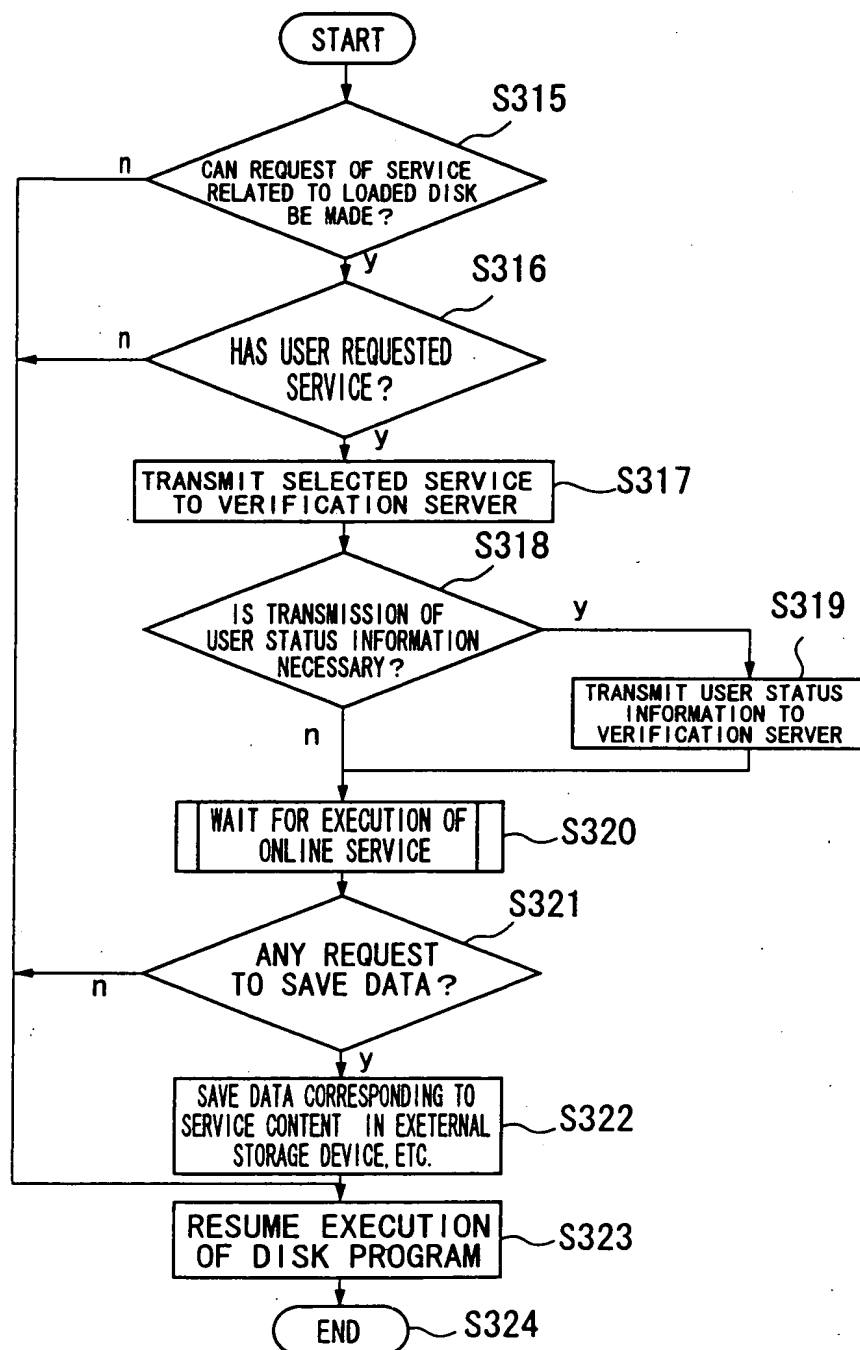 START
S315
n
CAN REQUEST OF SERVICE
RELATED TO LOADED DISK
BE MADE?
y
S316
n
HAS USER REQUESTED
SERVICE?
y
TRANSMIT SELECTED SERVICE
TO VERIFICATION SERVER
S317
S318
IS TRANSMISSION OF
USER STATUS INFORMATION
NECESSARY?
y
S319
TRANSMIT USER STATUS
INFORMATION TO
VERIFICATION SERVER
n
WAIT FOR EXECUTION OF
ONLINE SERVICE
S320
S321
ANY REQUEST
TO SAVE DATA?
n
y
SAVE DATA CORRESPONDING TO
SERVICE CONTENT IN EXETERNAL
STORAGE DEVICE, ETC.
S322
RESUME EXECUTION
OF DISK PROGRAM
S323
END
S324